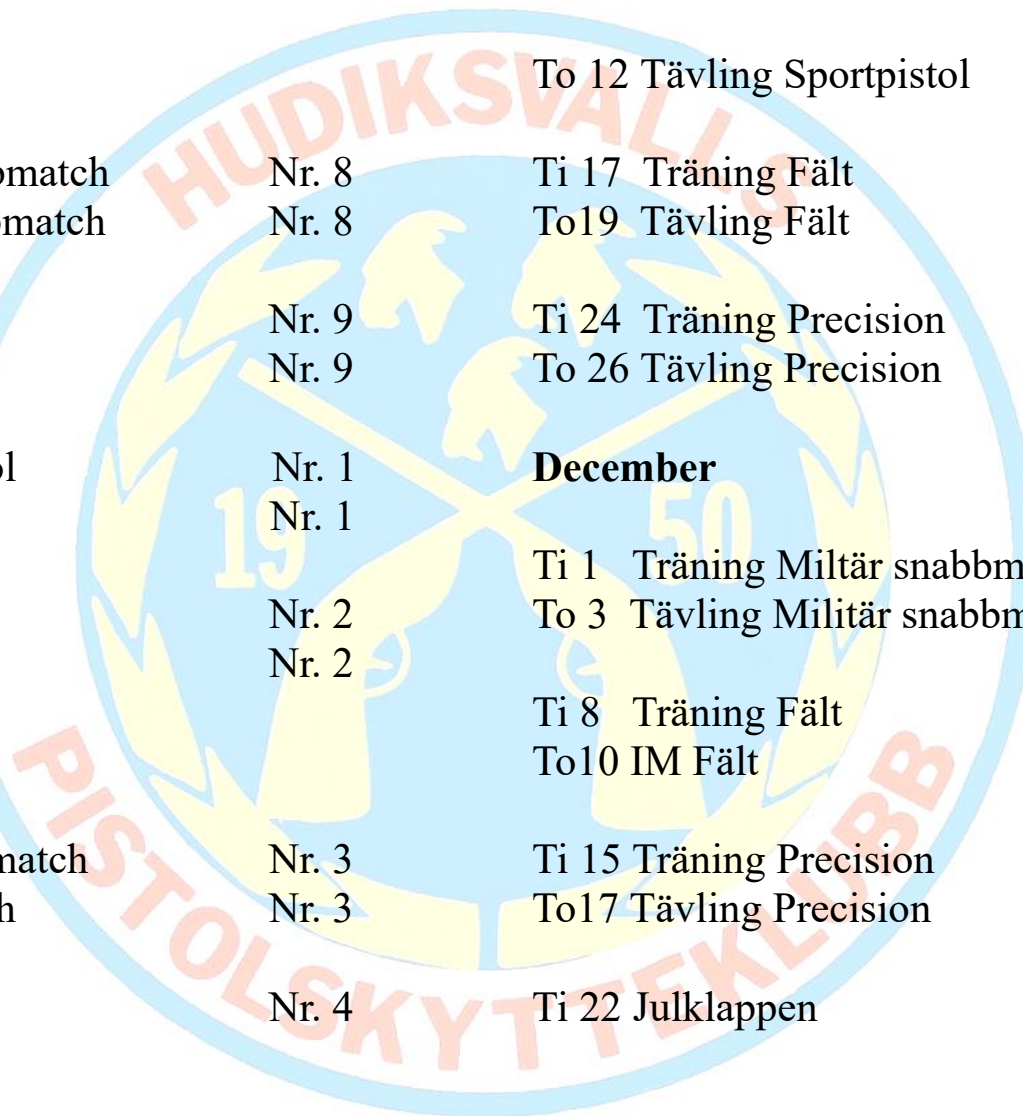 HUDIKSVALLS
To 12 Tävling Sportpistol
match Nr. 8 Ti 17 Träning Fält
match Nr. 8 To19 Tävling Fält
Nr. 9 Ti 24 Träning Precision
Nr. 9 To 26 Tävling Precision
ol Nr. 1 December
19 Nr. 1 50
Ti 1 Träning Miltär snabbm
Nr. 2 To 3 Tävling Militär snabbm
Nr. 2
Ti 8 Träning Fält
To10 IM Fält
match Nr. 3 Ti 15 Träning Precision
h Nr. 3 To17 Tävling Precision
Nr. 4 Ti 22 Julklappen
PISTOLSKYTTEKLUBB